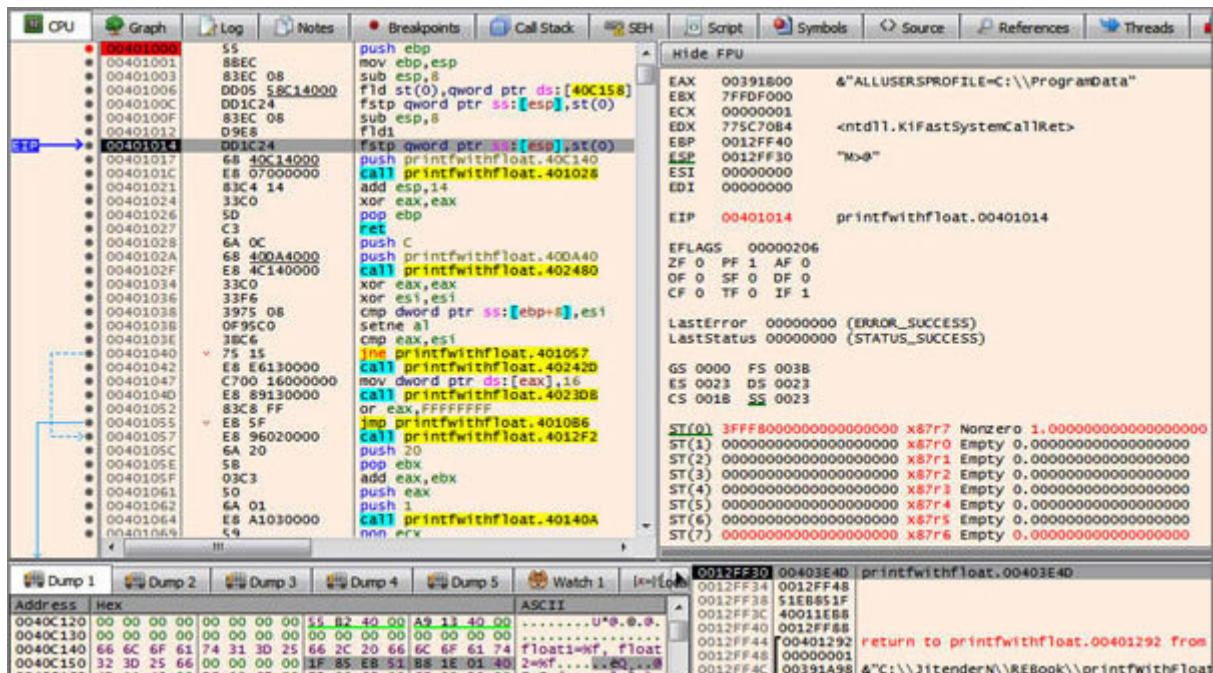 CPU Graph Log Notes Breakpoints Call Stack SEH Script Symbols Source References Threads
00401000 55 push ebp
00401001 8BEC mov ebp,esp
00401003 83EC 08 sub esp,8
00401006 DD05 58C14000 fld st(0),qword ptr ds:[40C158]
0040100C DD1C24 fstp qword ptr ss:[esp],st(0)
0040100F 83EC 08 sub esp,8
00401012 D9E8 fld1
EIP 00401014 DD1C24 fstp qword ptr ss:[esp],st(0)
00401017 68 40C14000 push printfwithfloat.40C140
0040101C E8 07000000 call printfwithfloat.401028
00401021 83C4 14 add esp,14
00401024 33C0 xor eax,eax
00401026 5D pop ebp
00401027 C3 ret
00401028 6A 0C push C
0040102A 68 40DA4000 push printfwithfloat.40DA40
0040102F E8 4C140000 call printfwithfloat.402480
00401034 33C0 xor eax,eax
00401036 33F6 xor esi,esi
00401038 3975 08 cmp dword ptr ss:[ebp+8],esi
0040103B 0F95C0 setne al
0040103E 3BC6 cmp eax,esi
00401040 75 15 jne printfwithfloat.401057
00401042 E8 E6130000 call printfwithfloat.40242D
00401047 C700 16000000 mov dword ptr ds:[eax],16
0040104D E8 89130000 call printfwithfloat.4023DB
00401052 83C8 FF or eax,FFFFFFFF
00401055 EB 5F jmp printfwithfloat.4010B6
00401057 E8 96020000 call printfwithfloat.4012F2
0040105C 6A 20 push 20
0040105E 5B pop ebx
0040105F 03C3 add eax,ebx
00401061 50 push eax
00401062 6A 01 push 1
00401064 E8 A1030000 call printfwithfloat.40140A
00401069 59 pop ecx
Hide FPU
EAX 00391800 &"ALLUSERSPROFILE=C:\\ProgramData"
EBX 7FFDF000
ECX 00000001
EDX 775C70B4 <ntdll.KiFastSystemCallRet>
EBP 0012FF40
ESP 0012FF30 "M>@"
ESI 00000000
EDI 00000000
EIP 00401014 printfwithfloat.00401014
EFLAGS 00000206
ZF 0 PF 1 AF 0
OF 0 SF 0 DF 0
CF 0 TF 0 IF 1
LastError 00000000 (ERROR_SUCCESS)
LastStatus 00000000 (STATUS_SUCCESS)
GS 0000 FS 003B
ES 0023 DS 0023
CS 001B SS 0023
ST(0) 3FFF8000000000000000 x87r7 Nonzero 1.000000000000000000
ST(1) 00000000000000000000 x87r0 Empty 0.000000000000000000
ST(2) 00000000000000000000 x87r1 Empty 0.000000000000000000
ST(3) 00000000000000000000 x87r2 Empty 0.000000000000000000
ST(4) 00000000000000000000 x87r3 Empty 0.000000000000000000
ST(5) 00000000000000000000 x87r4 Empty 0.000000000000000000
ST(6) 00000000000000000000 x87r5 Empty 0.000000000000000000
ST(7) 00000000000000000000 x87r6 Empty 0.000000000000000000
Dump 1 Dump 2 Dump 3 Dump 4 Dump 5 Watch 1
Address Hex ASCII
0040C120 00 00 00 00 00 00 00 00 55 B2 40 00 A9 13 40 00 ........U²@.©.@.
0040C130 00 00 00 00 00 00 00 00 00 00 00 00 00 00 00 00 ................
0040C140 66 6C 6F 61 74 31 3D 25 66 2C 20 66 6C 6F 61 74 float1=%f, float
0040C150 32 3D 25 66 00 00 00 00 1F 85 EB 51 B8 1E 01 40 2=%f......ëQ¸..@
0012FF30 00403E4D printfwithfloat.00403E4D
0012FF34 0012FF48
0012FF38 51EB851F
0012FF3C 40011EB8
0012FF40 0012FF88
0012FF44 00401292 return to printfwithfloat.00401292 from
0012FF48 00000001
0012FF4C 00391A98 &"C:\\JitenderN\\REBook\\printfwithFloat